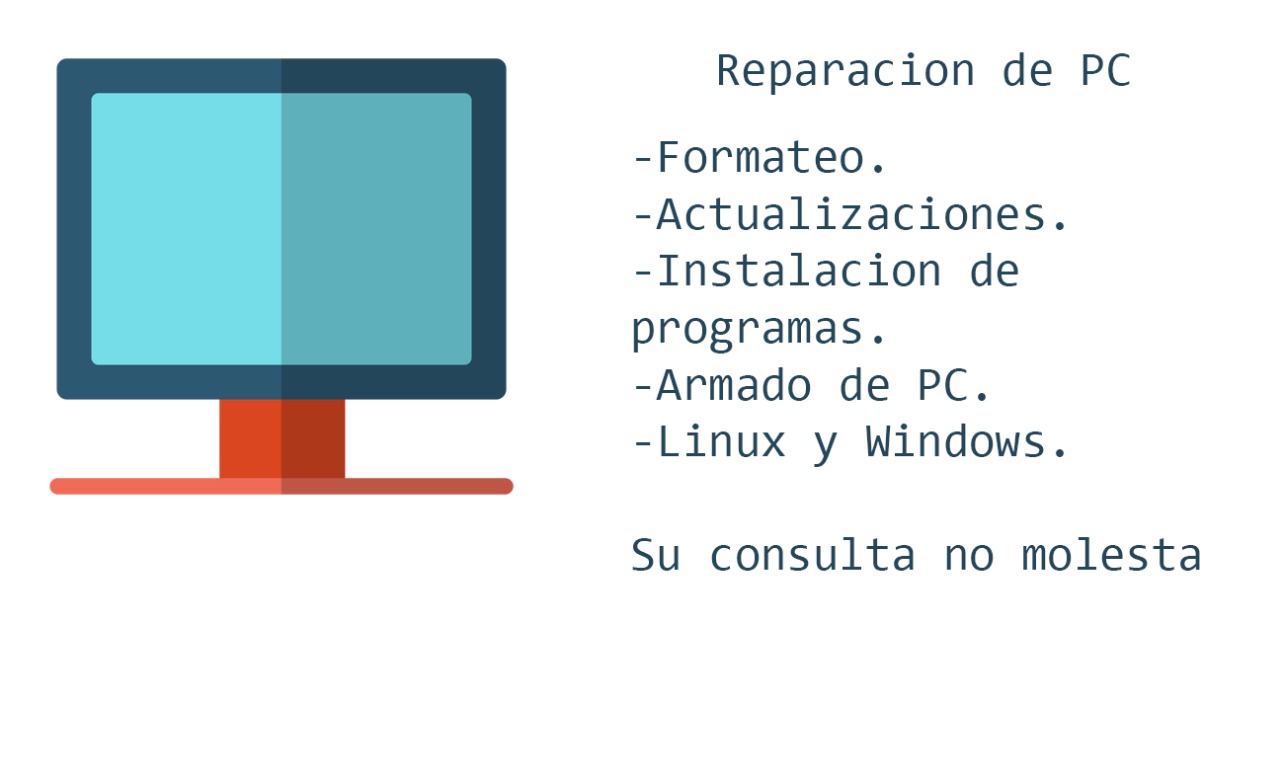 Reparacion de PC
-Formateo.
-Actualizaciones.
-Instalacion de
programas.
-Armado de PC.
-Linux y Windows.
Su consulta no molesta